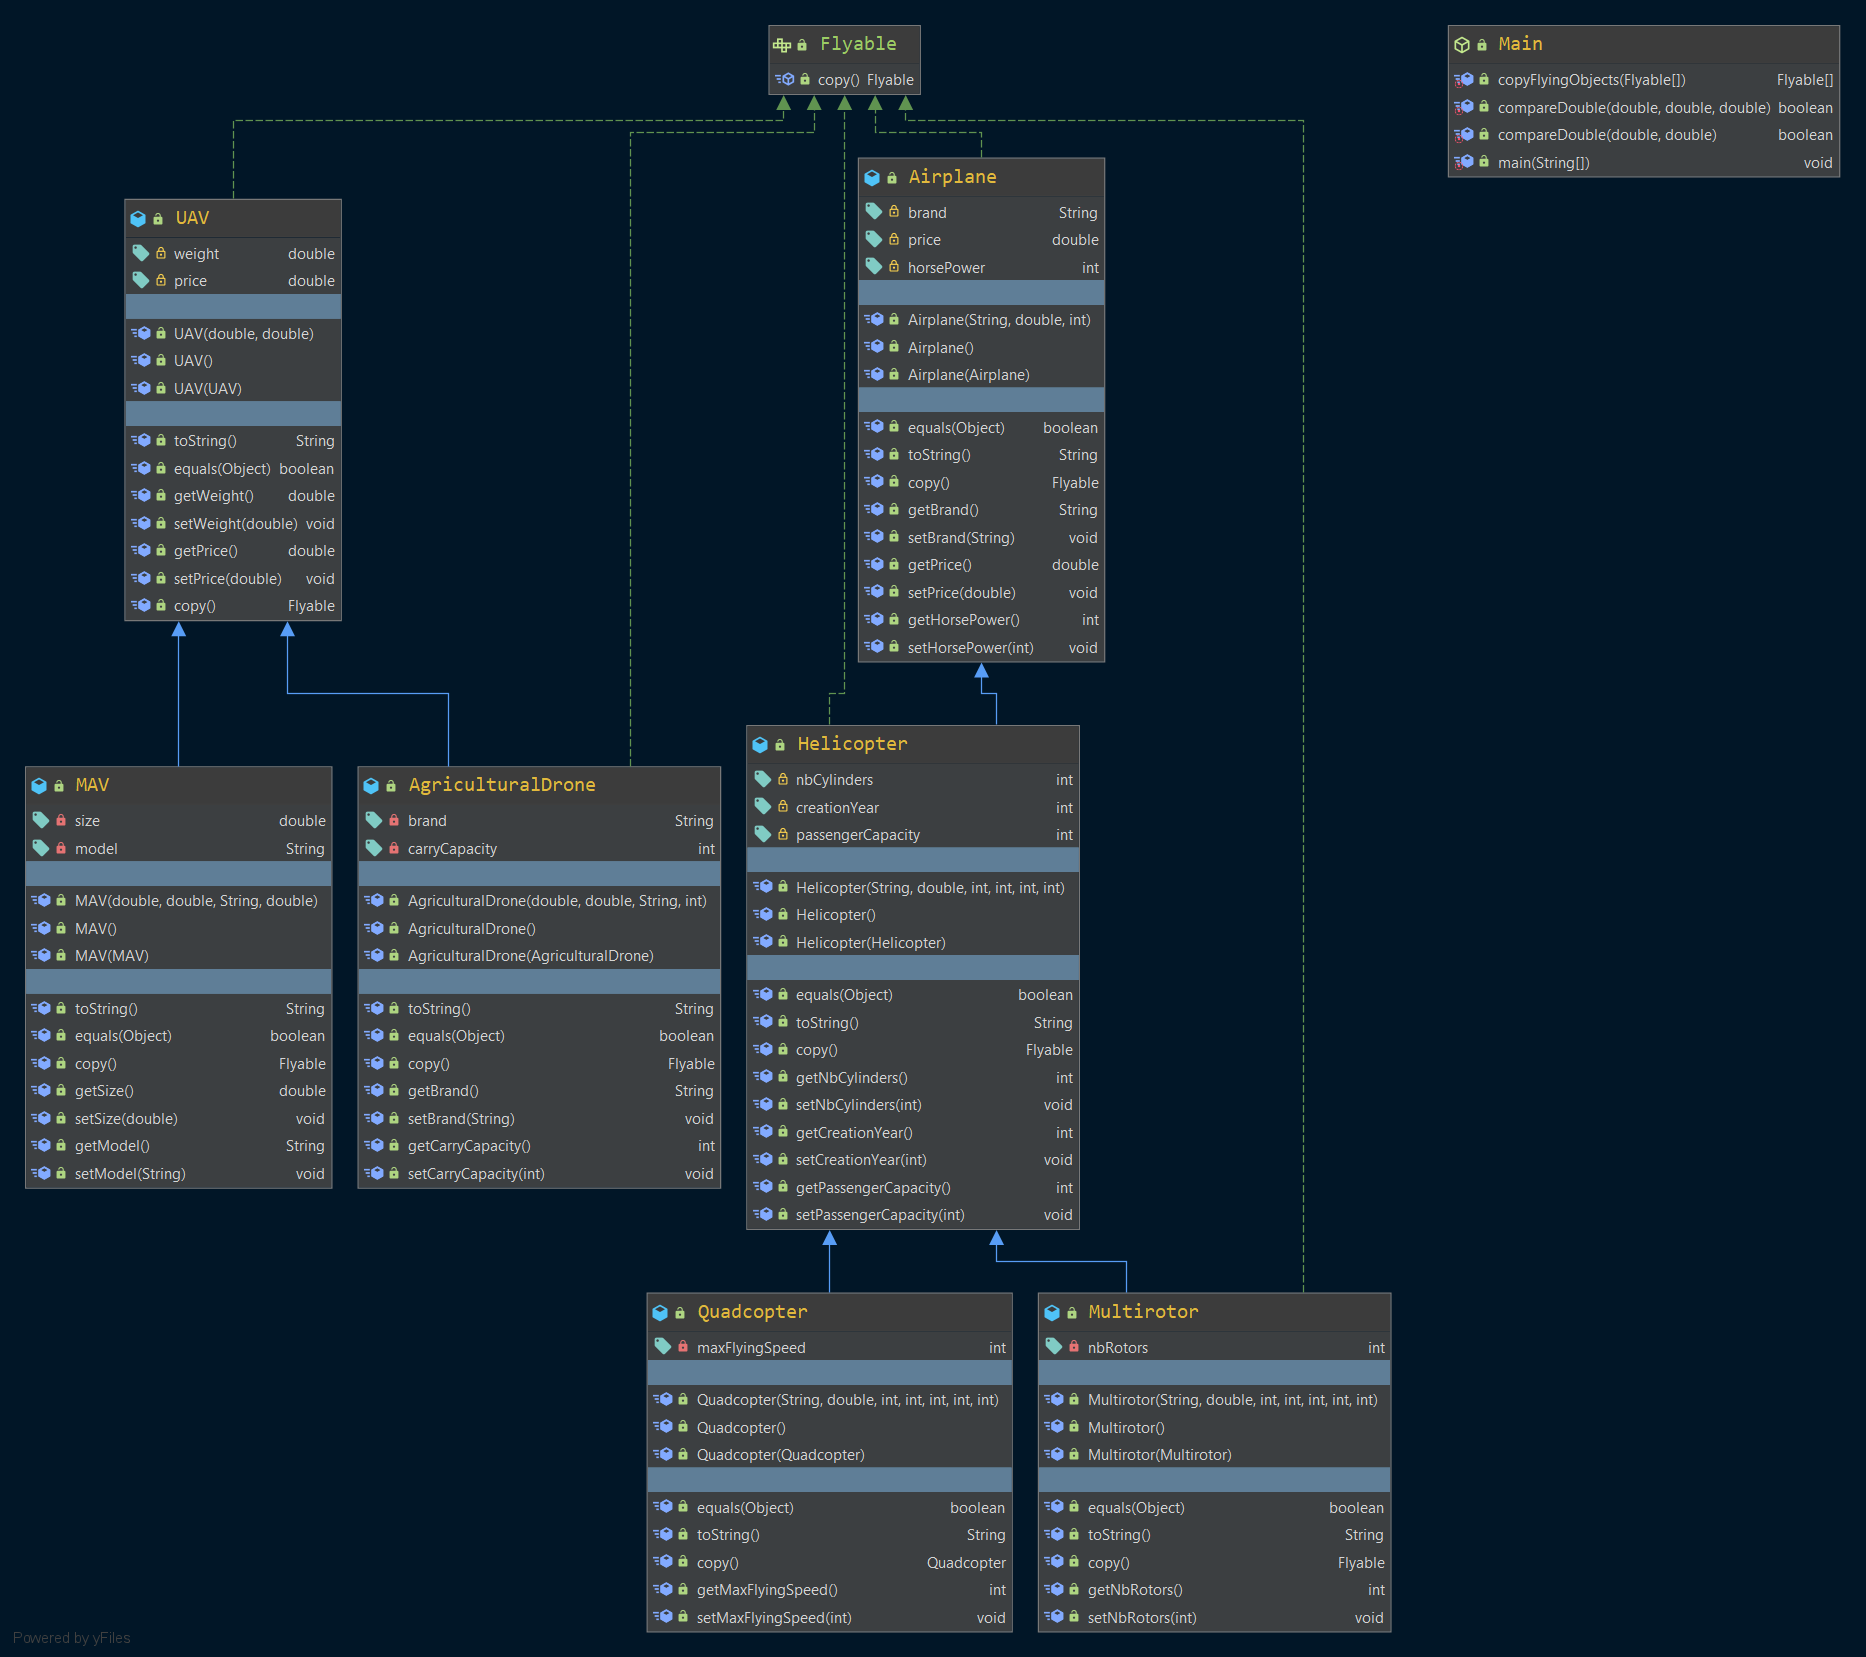 Flyable
copy() Flyable
Main
copyFlyingObjects(Flyable[]) Flyable[]
compareDouble(double, double, double) boolean
compareDouble(double, double) boolean
main(String[]) void
Airplane
brand String
price double
horsePower int
Airplane(String, double, int)
Airplane()
Airplane(Airplane)
equals(Object) boolean
toString() String
copy() Flyable
getBrand() String
setBrand(String) void
getPrice() double
setPrice(double) void
getHorsePower() int
setHorsePower(int) void
UAV
weight double
price double
UAV(double, double)
UAV()
UAV(UAV)
toString() String
equals(Object) boolean
getWeight() double
setWeight(double) void
getPrice() double
setPrice(double) void
copy() Flyable
MAV
size double
model String
MAV(double, double, String, double)
MAV()
MAV(MAV)
toString() String
equals(Object) boolean
copy() Flyable
getSize() double
setSize(double) void
getModel() String
setModel(String) void
AgriculturalDrone
brand String
carryCapacity int
AgriculturalDrone(double, double, String, int)
AgriculturalDrone()
AgriculturalDrone(AgriculturalDrone)
toString() String
equals(Object) boolean
copy() Flyable
getBrand() String
setBrand(String) void
getCarryCapacity() int
setCarryCapacity(int) void
Helicopter
nbCylinders int
creationYear int
passengerCapacity int
Helicopter(String, double, int, int, int, int)
Helicopter()
Helicopter(Helicopter)
equals(Object) boolean
toString() String
copy() Flyable
getNbCylinders() int
setNbCylinders(int) void
getCreationYear() int
setCreationYear(int) void
getPassengerCapacity() int
setPassengerCapacity(int) void
Quadcopter
maxFlyingSpeed int
Quadcopter(String, double, int, int, int, int, int)
Quadcopter()
Quadcopter(Quadcopter)
equals(Object) boolean
toString() String
copy() Quadcopter
getMaxFlyingSpeed() int
setMaxFlyingSpeed(int) void
Multirotor
nbRotors int
Multirotor(String, double, int, int, int, int, int)
Multirotor()
Multirotor(Multirotor)
equals(Object) boolean
toString() String
copy() Flyable
getNbRotors() int
setNbRotors(int) void
Powered by yFiles